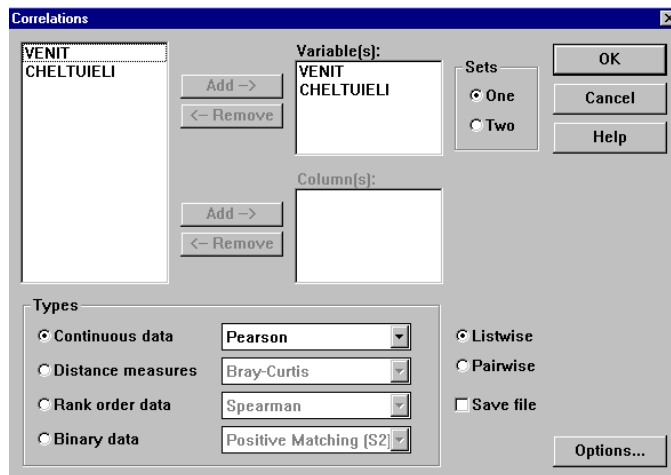 Correlations
VENIT
CHELTUIELI
Add -->
<-- Remove
Variable(s):
VENIT
CHELTUIELI
Sets
One
Two
OK
Cancel
Help
Add -->
<-- Remove
Column(s):
Types
Continuous data
Pearson
Distance measures
Bray-Curtis
Rank order data
Spearman
Binary data
Positive Matching (S2)
Listwise
Pairwise
Save file
Options...